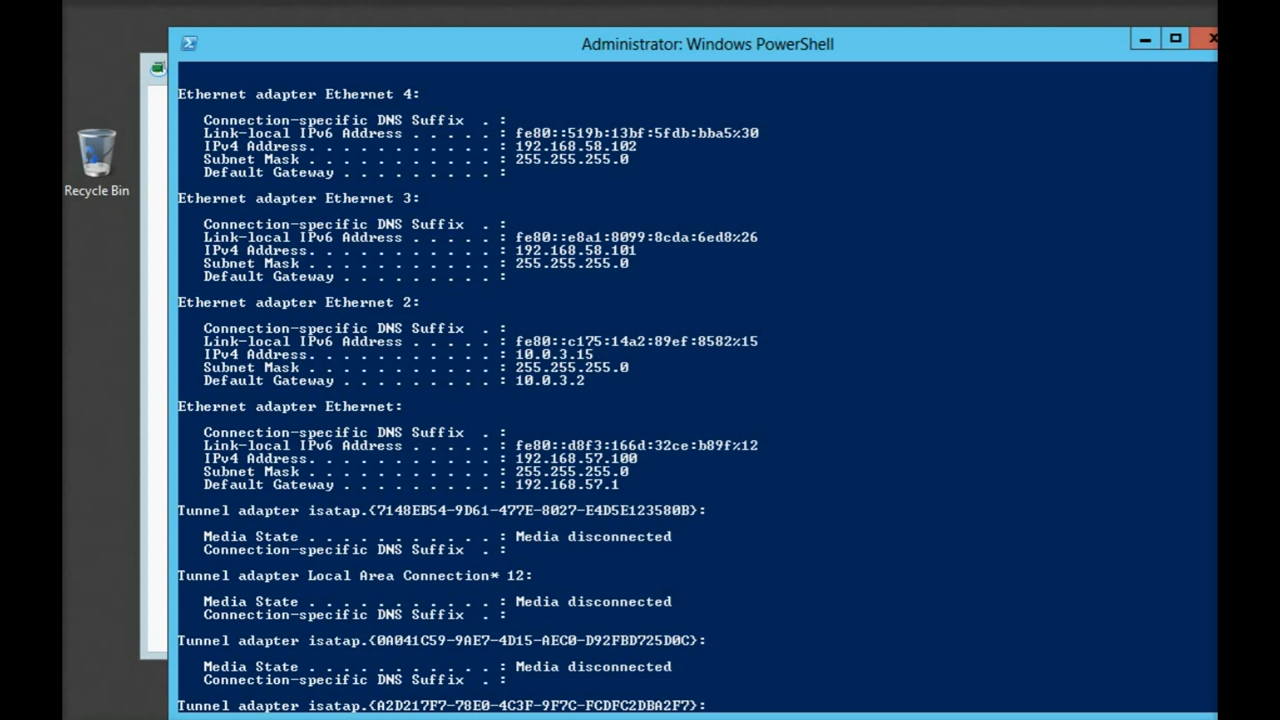 Administrator: Windows PowerShell
Ethernet adapter Ethernet 4:
Connection-specific DNS Suffix . :
Link-local IPv6 Address . . . . . : fe80::519b:13bf:5fdb:bba5%30
IPv4 Address. . . . . . . . . . . : 192.168.58.102
Subnet Mask . . . . . . . . . . . : 255.255.255.0
Default Gateway . . . . . . . . . :
Recycle Bin
Ethernet adapter Ethernet 3:
Connection-specific DNS Suffix . :
Link-local IPv6 Address . . . . . : fe80::e8a1:8099:8cda:6ed8%26
IPv4 Address. . . . . . . . . . . : 192.168.58.101
Subnet Mask . . . . . . . . . . . : 255.255.255.0
Default Gateway . . . . . . . . . :
Ethernet adapter Ethernet 2:
Connection-specific DNS Suffix . :
Link-local IPv6 Address . . . . . : fe80::c175:14a2:89ef:8582%15
IPv4 Address. . . . . . . . . . . : 10.0.3.15
Subnet Mask . . . . . . . . . . . : 255.255.255.0
Default Gateway . . . . . . . . . : 10.0.3.2
Ethernet adapter Ethernet:
Connection-specific DNS Suffix . :
Link-local IPv6 Address . . . . . : fe80::d8f3:166d:32ce:b89f%12
IPv4 Address. . . . . . . . . . . : 192.168.57.100
Subnet Mask . . . . . . . . . . . : 255.255.255.0
Default Gateway . . . . . . . . . : 192.168.57.1
Tunnel adapter isatap.{7148EB54-9D61-477E-8027-E4D5E123580B}:
Media State . . . . . . . . . . . : Media disconnected
Connection-specific DNS Suffix . :
Tunnel adapter Local Area Connection* 12:
Media State . . . . . . . . . . . : Media disconnected
Connection-specific DNS Suffix . :
Tunnel adapter isatap.{0A041C59-9AE7-4D15-AEC0-D92FBD725D0C}:
Media State . . . . . . . . . . . : Media disconnected
Connection-specific DNS Suffix . :
Tunnel adapter isatap.{A2D217F7-78E0-4C3F-9F7C-FCDFC2DBA2F7}: